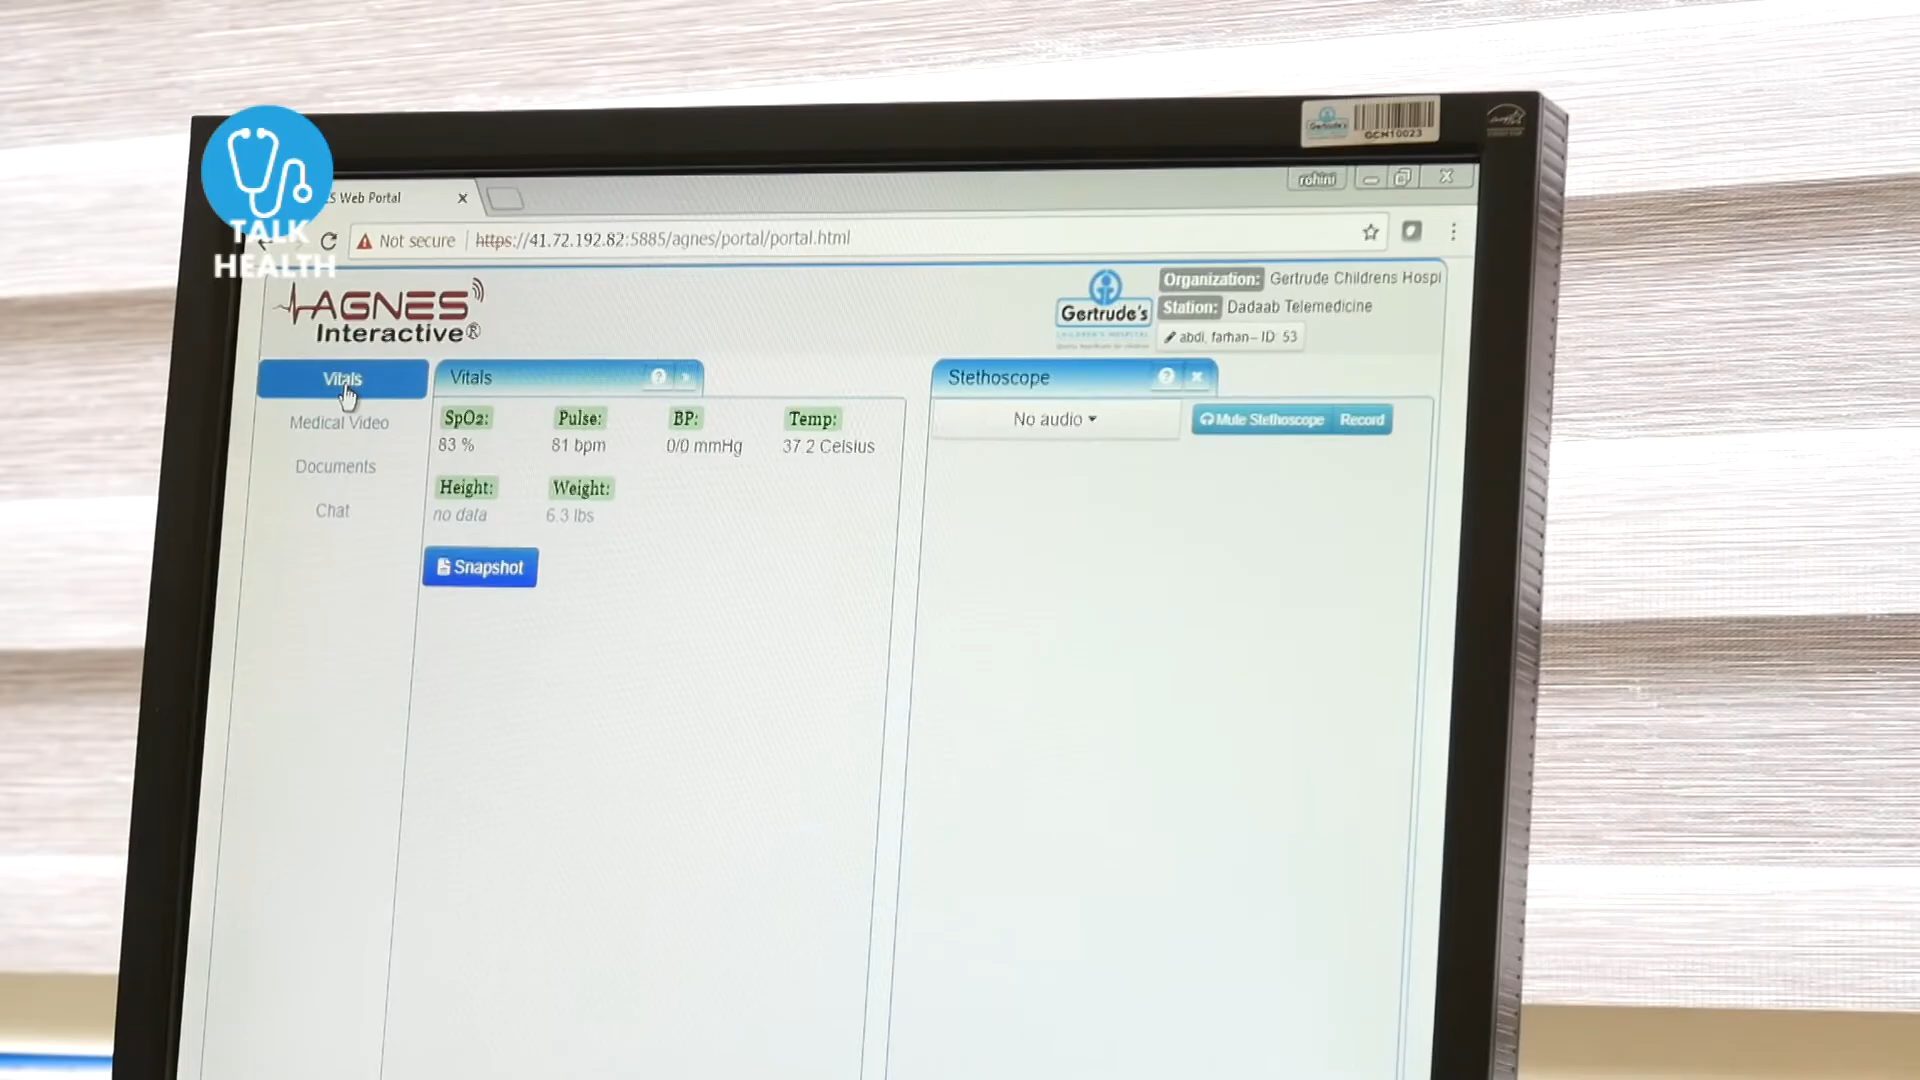 Gertrude's
GCH10023
TALK
HEALTH
S Web Portal
rohini
Not secure https://41.72.192.82:5885/agnes/portal/portal.html
AGNES
Interactive®
Gertrude's
Organization: Gertrude Childrens Hospi
Station: Dadaab Telemedicine
abdi, farhan– ID: 53
Vitals
Medical Video
Documents
Chat
Vitals
SpO2: Pulse: BP: Temp:
83 % 81 bpm 0/0 mmHg 37.2 Celsius
Height: Weight:
no data 6.3 lbs
Snapshot
Stethoscope
No audio
Mute Stethoscope Record